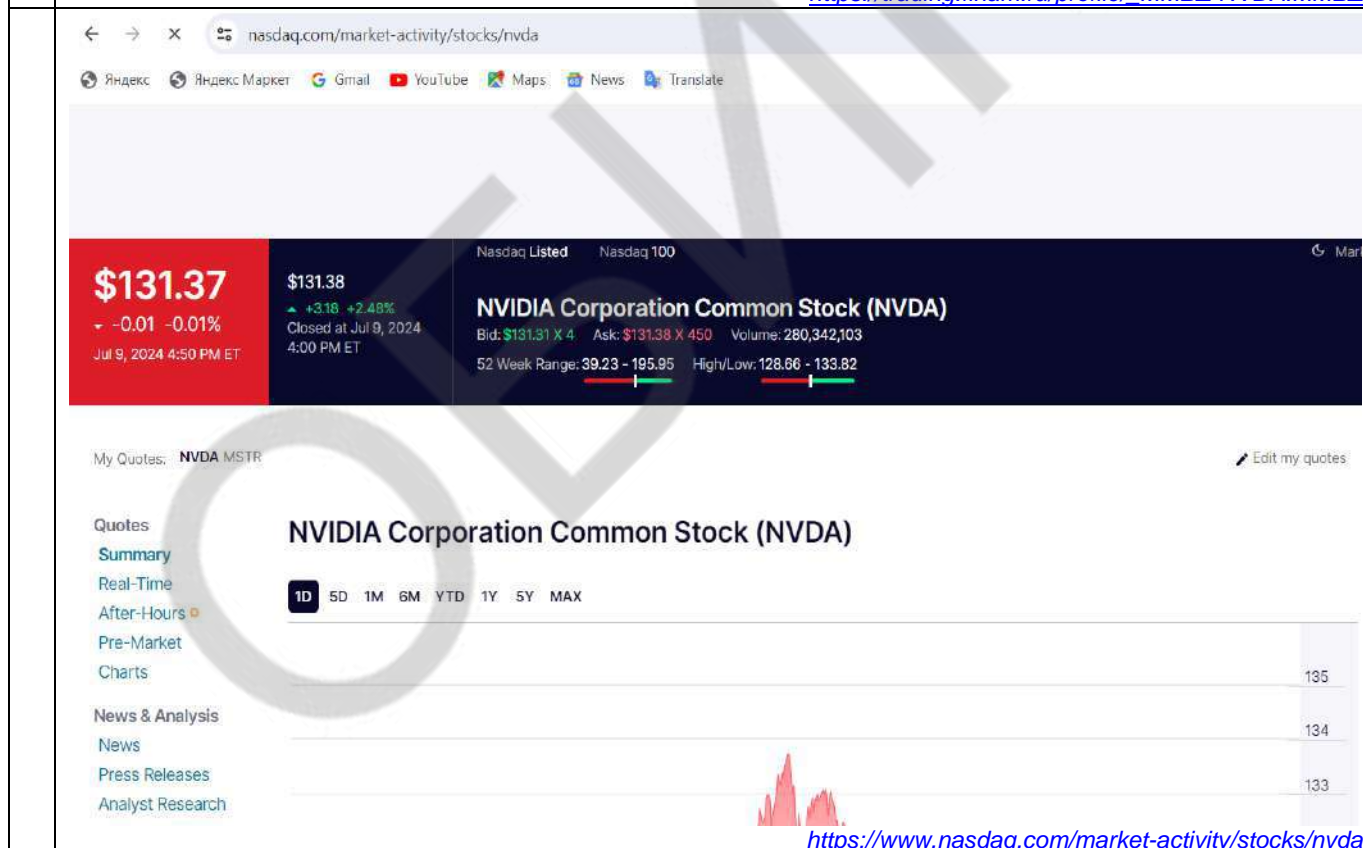 nasdaq.com/market-activity/stocks/nvda
Яндекс Яндекс Маркет Gmail YouTube Maps News Translate
Nasdaq Listed Nasdaq 100
$131.37
-0.01 -0.01%
Jul 9, 2024 4:50 PM ET
$131.38
+3.18 +2.48%
Closed at Jul 9, 2024
4:00 PM ET
NVIDIA Corporation Common Stock (NVDA)
Bid: $131.31 X 4 Ask: $131.38 X 450 Volume: 280,342,103
52 Week Range: 39.23 - 195.95 High/Low: 128.66 - 133.82
My Quotes: NVDA MSTR
Edit my quotes
Quotes
Summary
Real-Time
After-Hours
Pre-Market
Charts
News & Analysis
News
Press Releases
Analyst Research
NVIDIA Corporation Common Stock (NVDA)
1D 5D 1M 6M YTD 1Y 5Y MAX
135
134
133
https://www.nasdaq.com/market-activity/stocks/nvda